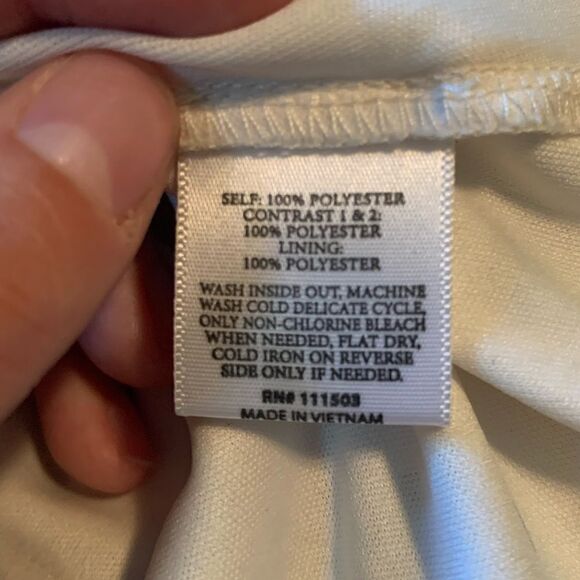 SELF: 100% POLYESTER
CONTRAST 1 & 2:
100% POLYESTER
LINING:
100% POLYESTER
WASH INSIDE OUT, MACHINE
WASH COLD DELICATE CYCLE,
ONLY NON-CHLORINE BLEACH
WHEN NEEDED, FLAT DRY,
COLD IRON ON REVERSE
SIDE ONLY IF NEEDED.
RN# 111503
MADE IN VIETNAM